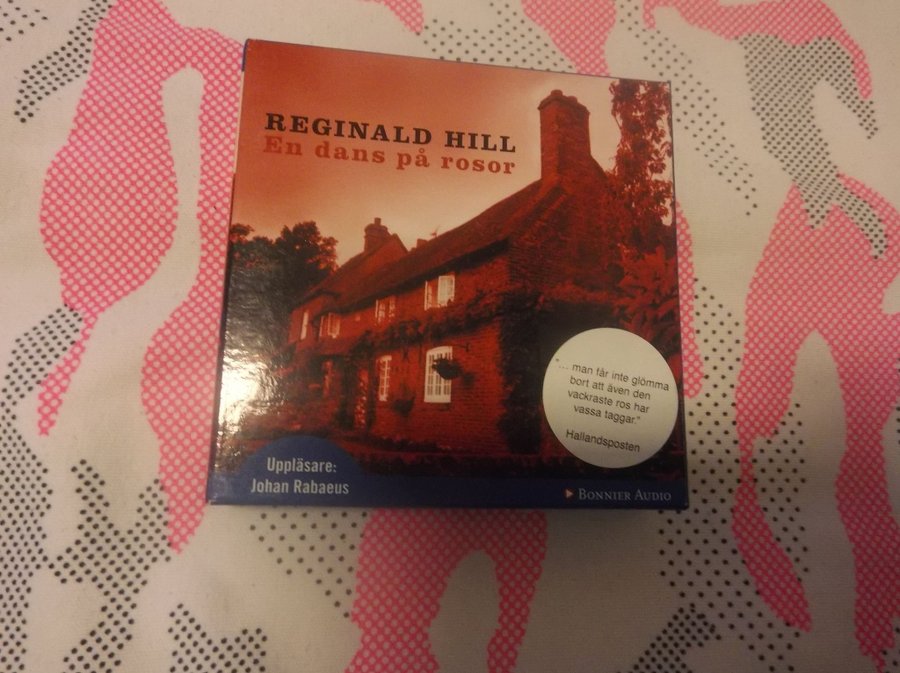 REGINALD HILL
En dans på rosor
"... man får inte glömma
bort att även den
vackraste ros har
vassa taggar."
Hallandsposten
Uppläsare:
Johan Rabaeus
BONNIER AUDIO